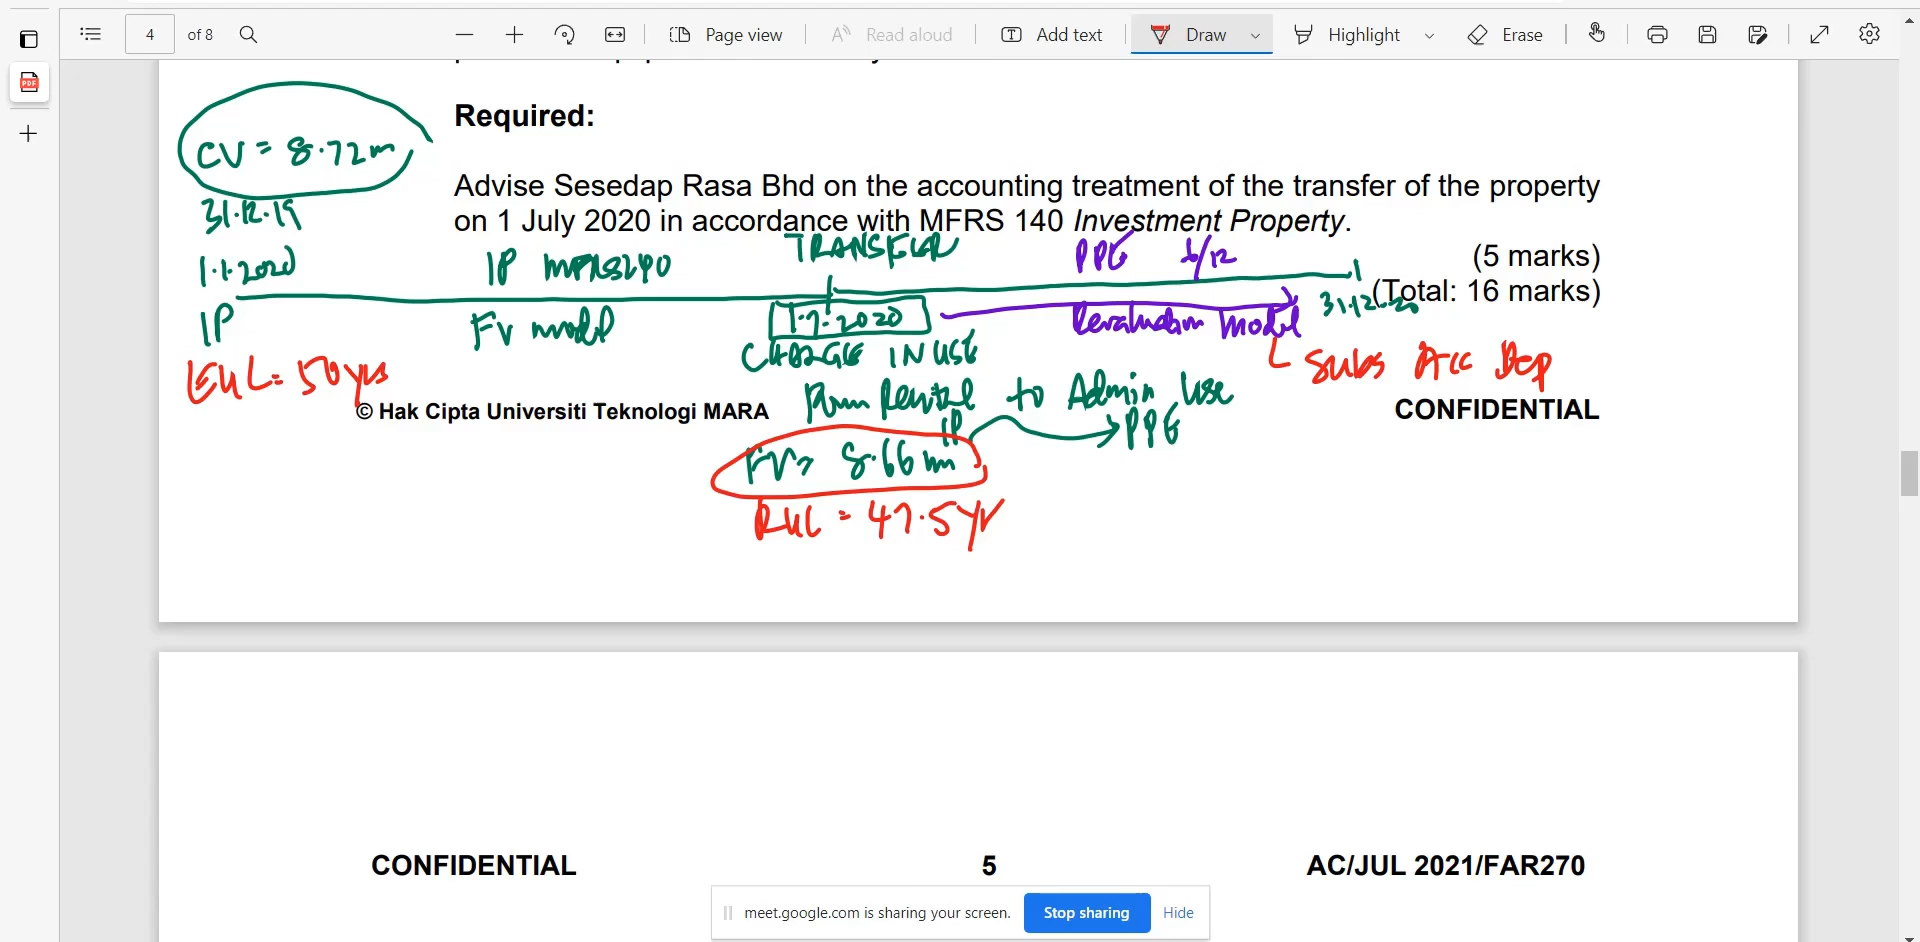 4 of 8 Page view Read aloud Add text Draw Highlight Erase
PDF
Required:
CV = 8.72m
Advise Sesedap Rasa Bhd on the accounting treatment of the transfer of the property
31.12.19
on 1 July 2020 in accordance with MFRS 140 Investment Property.
TRANSFER
PPE 6/12
(5 marks)
1.1.2020
IP MFRS140
(Total: 16 marks)
31.12.20
IP
FV model
1.7.2020
Revaluation Model
CHANGE IN USE
EUL = 50yrs
Subs Acc Dep
From Rental to Admin Use
© Hak Cipta Universiti Teknologi MARA
CONFIDENTIAL
IP
PPE
FV = 8.66m
RUL = 47.5yr
CONFIDENTIAL 5 AC/JUL 2021/FAR270
meet.google.com is sharing your screen. Stop sharing Hide